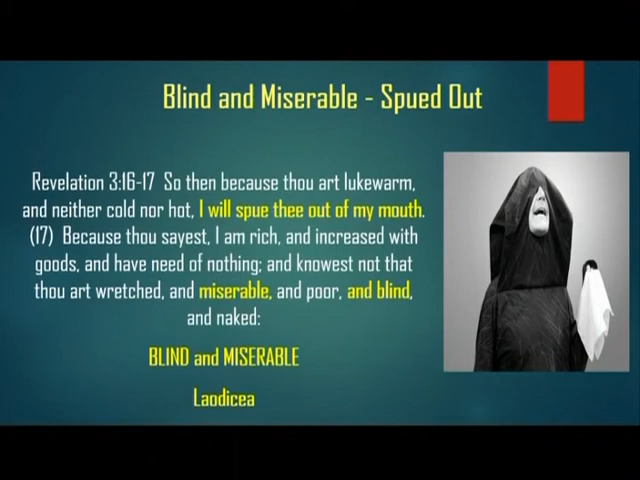 Blind and Miserable - Spued Out
Revelation 3:16-17 So then because thou art lukewarm,
and neither cold nor hot, I will spue thee out of my mouth.
(17) Because thou sayest, I am rich, and increased with
goods, and have need of nothing; and knowest not that
thou art wretched, and miserable, and poor, and blind,
and naked:
BLIND and MISERABLE
Laodicea